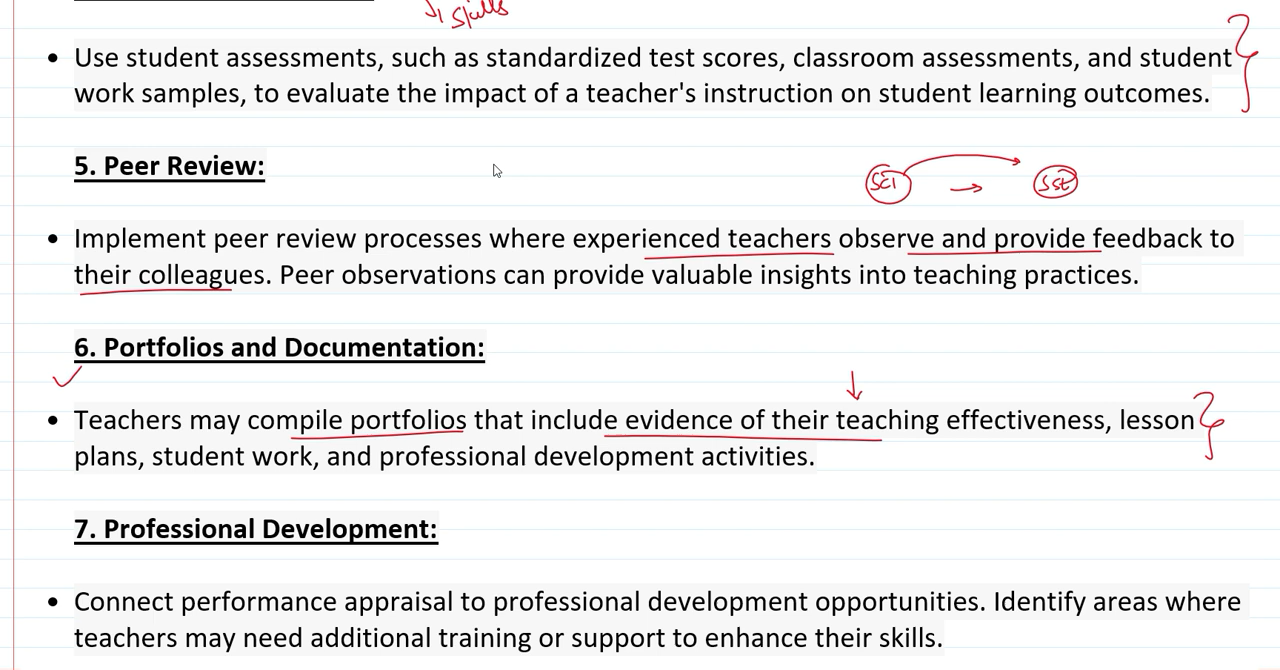 skills
• Use student assessments, such as standardized test scores, classroom assessments, and student
work samples, to evaluate the impact of a teacher's instruction on student learning outcomes.
5. Peer Review:
• Implement peer review processes where experienced teachers observe and provide feedback to
their colleagues. Peer observations can provide valuable insights into teaching practices.
6. Portfolios and Documentation:
• Teachers may compile portfolios that include evidence of their teaching effectiveness, lesson
plans, student work, and professional development activities.
7. Professional Development:
• Connect performance appraisal to professional development opportunities. Identify areas where
teachers may need additional training or support to enhance their skills.